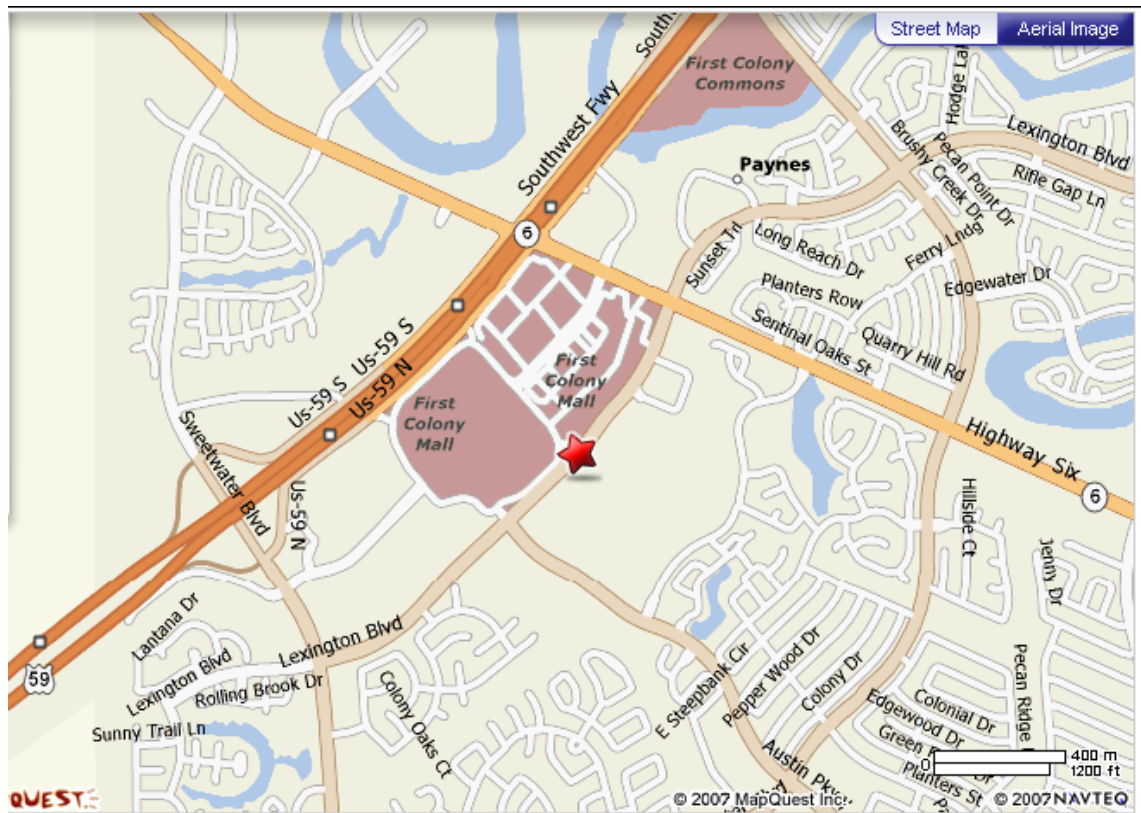 Street Map
Aerial Image
Southwest Fwy
First Colony
Commons
Hodge
Lexington Blvd
Paynes
Brushy Creek Dr
Pecan Point Dr
Rifle Gap Ln
6
Sunset Trl
Long Reach Dr
Ferry Lndg
Edgewater Dr
Planters Row
Sentinal Oaks St
Quarry Hill Rd
Us-59 S
Us-59 S
Us-59 N
First
Colony
Mall
First
Colony
Mall
Sweetwater Blvd
Us-59 N
Highway Six
6
Hillside Ct
Jenny Dr
Lantana Dr
Lexington Blvd
Lexington Blvd
Rolling Brook Dr
59
Sunny Trail Ln
Colony Oaks Ct
E Steepbank Cir
Pepper Wood Dr
Colony Dr
Pecan Ridge
Colonial Dr
Edgewood Dr
Green
Planters St
Austin Pkwy
0
400 m
1200 ft
QUEST
© 2007 MapQuest Inc.
© 2007 NAVTEQ